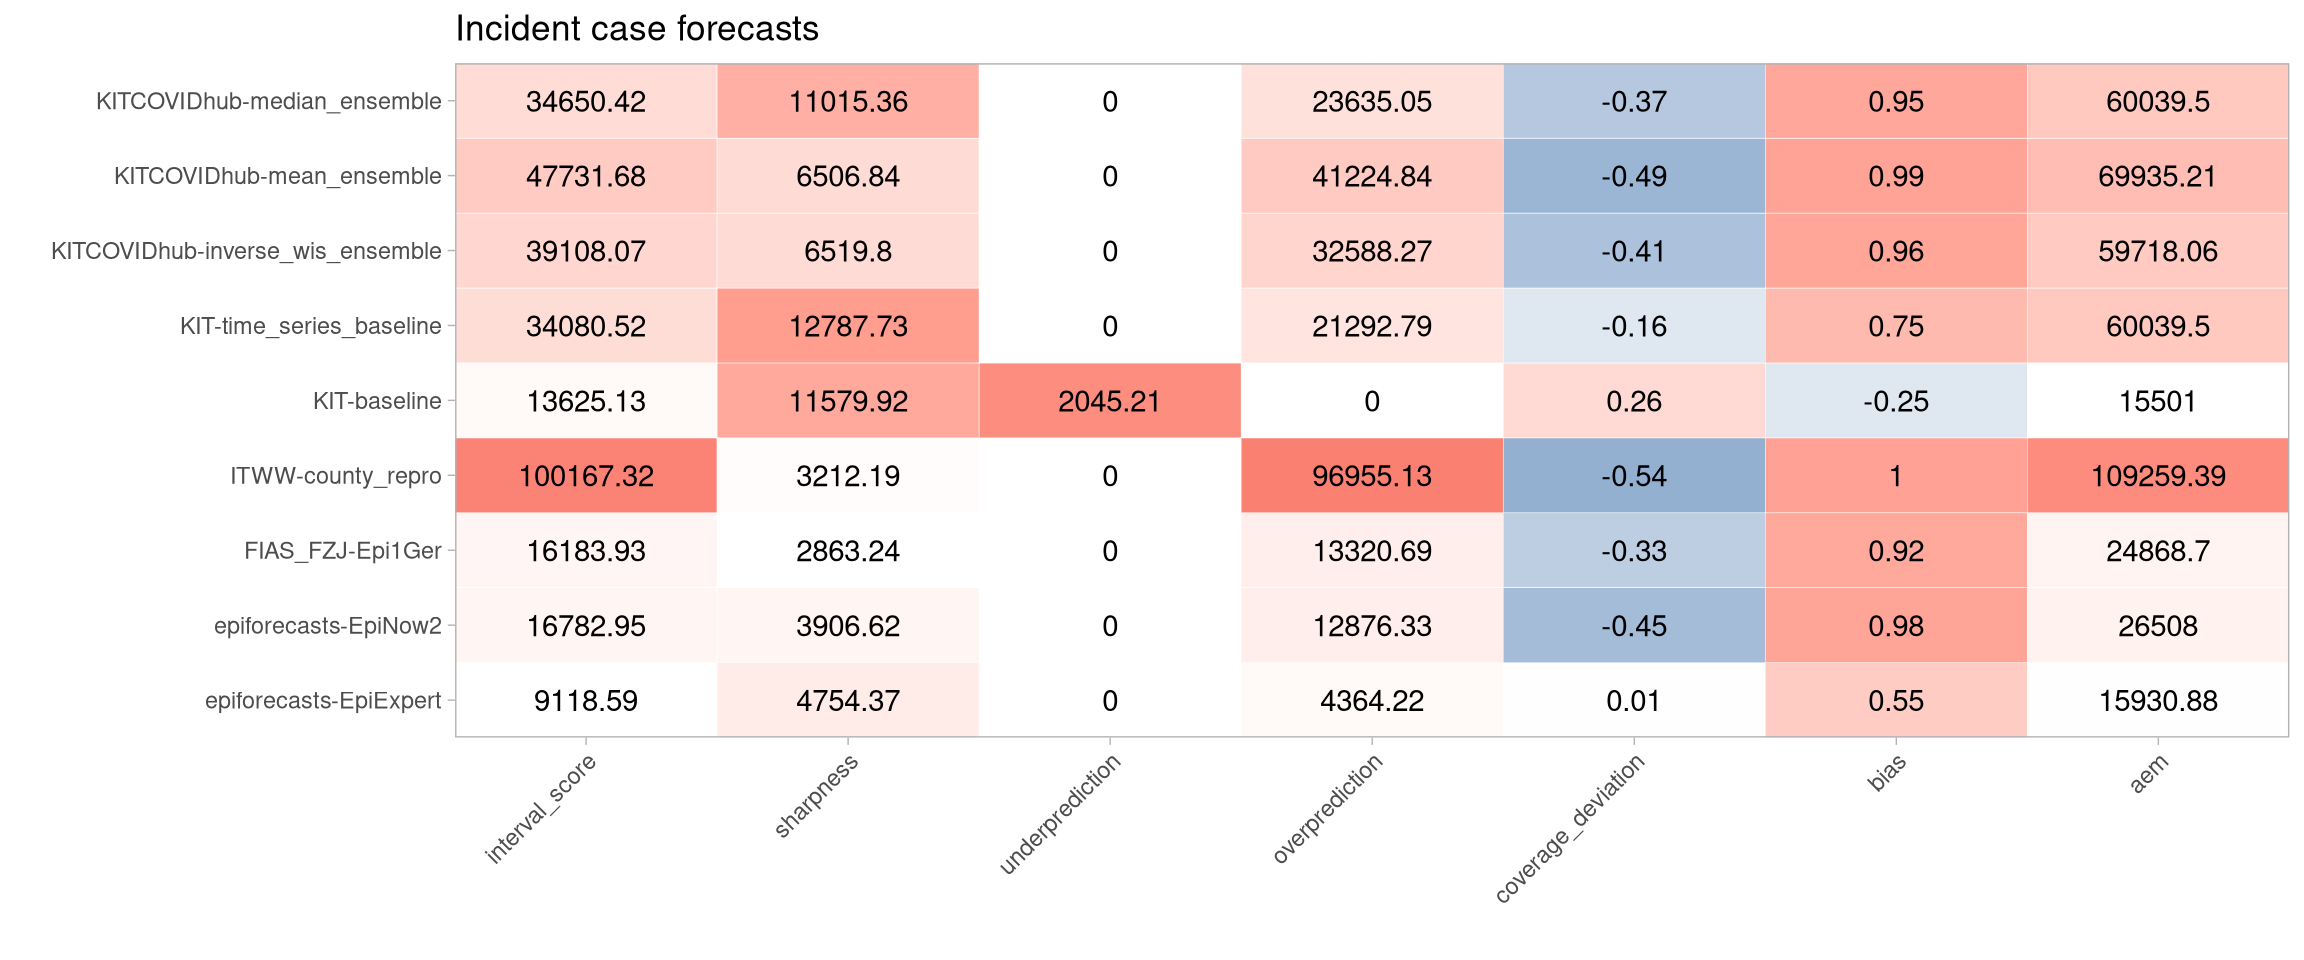 Incident case forecasts
KITCOVIDhub-median_ensemble 34650.42 11015.36 0 23635.05 -0.37 0.95 60039.5
KITCOVIDhub-mean_ensemble 47731.68 6506.84 0 41224.84 -0.49 0.99 69935.21
KITCOVIDhub-inverse_wis_ensemble 39108.07 6519.8 0 32588.27 -0.41 0.96 59718.06
KIT-time_series_baseline 34080.52 12787.73 0 21292.79 -0.16 0.75 60039.5
KIT-baseline 13625.13 11579.92 2045.21 0 0.26 -0.25 15501
ITWW-county_repro 100167.32 3212.19 0 96955.13 -0.54 1 109259.39
FIAS_FZJ-Epi1Ger 16183.93 2863.24 0 13320.69 -0.33 0.92 24868.7
epiforecasts-EpiNow2 16782.95 3906.62 0 12876.33 -0.45 0.98 26508
epiforecasts-EpiExpert 9118.59 4754.37 0 4364.22 0.01 0.55 15930.88
interval_score sharpness underprediction overprediction coverage_deviation bias aem